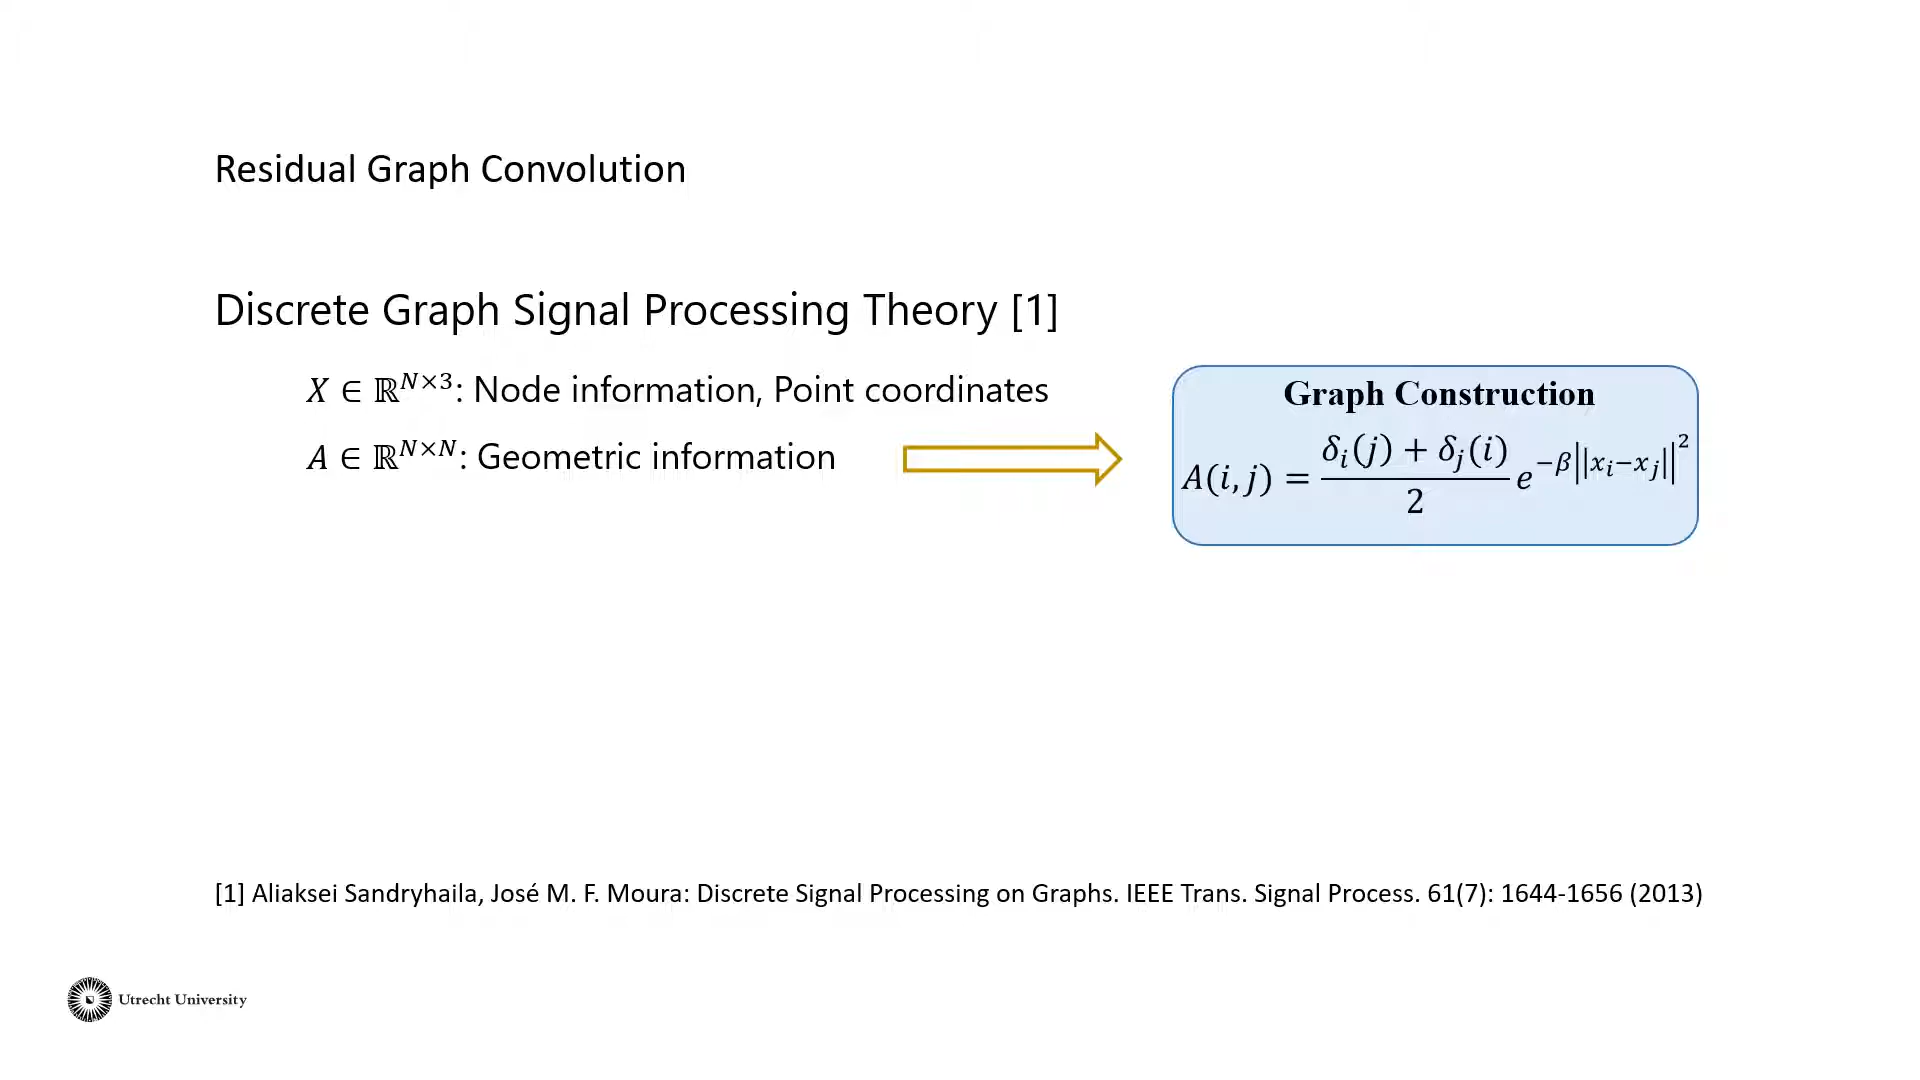 Residual Graph Convolution
Discrete Graph Signal Processing Theory [1]
X ∈ ℝ^{N×3}: Node information, Point coordinates
A ∈ ℝ^{N×N}: Geometric information
Graph Construction
A(i,j) = \frac{δ_i(j) + δ_j(i)}{2} e^{-β||x_i-x_j||^2}
[1] Aliaksei Sandryhaila, José M. F. Moura: Discrete Signal Processing on Graphs. IEEE Trans. Signal Process. 61(7): 1644-1656 (2013)
Utrecht University